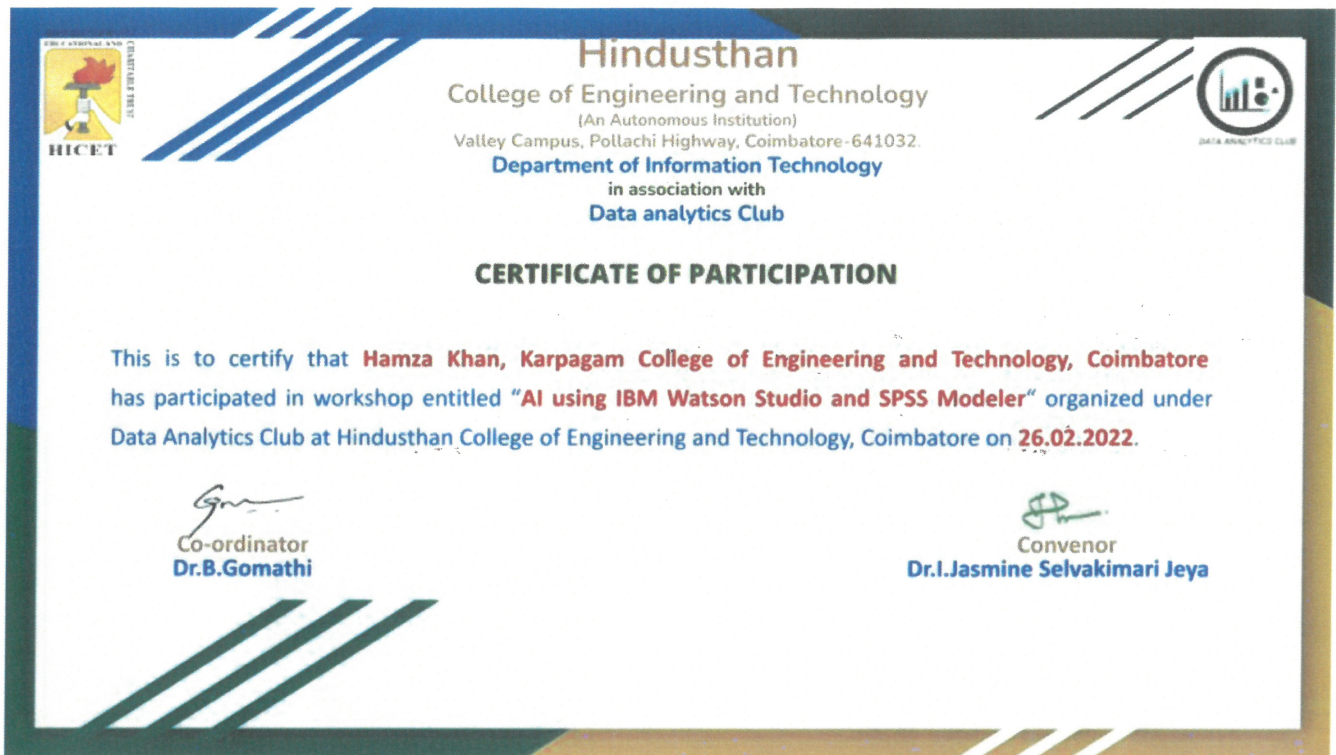 EDUCATIONAL AND
CHARITABLE TRUST
HICET
Hindusthan
College of Engineering and Technology
(An Autonomous Institution)
Valley Campus, Pollachi Highway, Coimbatore-641032.
Department of Information Technology
in association with
Data analytics Club
DATA ANALYTICS CLUB
CERTIFICATE OF PARTICIPATION
This is to certify that Hamza Khan, Karpagam College of Engineering and Technology, Coimbatore
has participated in workshop entitled “AI using IBM Watson Studio and SPSS Modeler“ organized under
Data Analytics Club at Hindusthan College of Engineering and Technology, Coimbatore on 26.02.2022.
Co-ordinator
Dr.B.Gomathi
Convenor
Dr.I.Jasmine Selvakimari Jeya